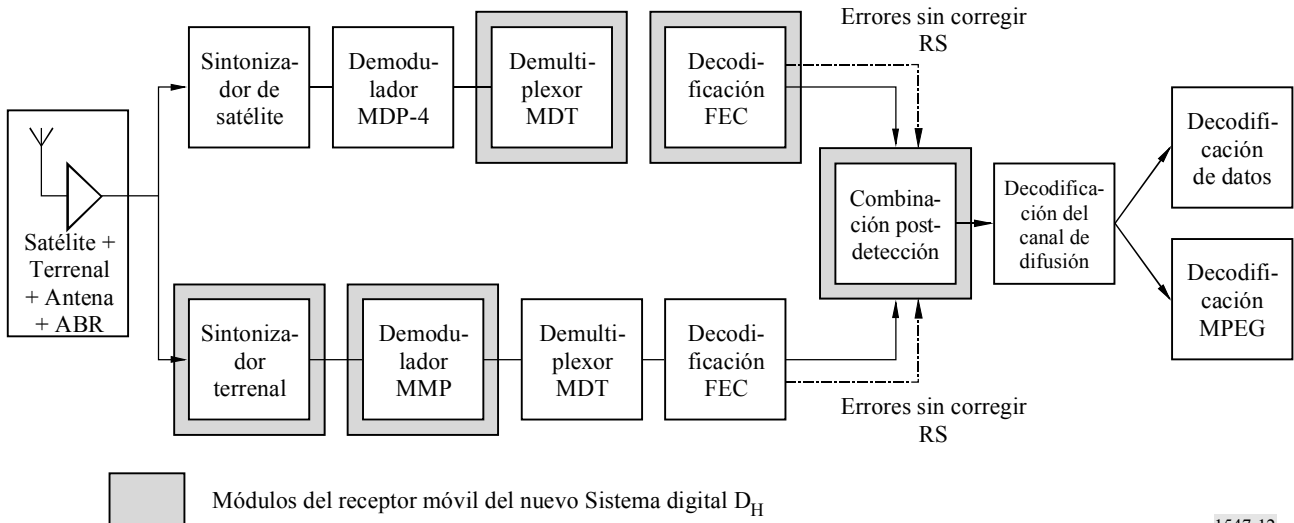 Errores sin corregir
RS
Sintoniza-
dor de
satélite
Demodu-
lador
MDP-4
Demulti-
plexor
MDT
Decodi-
ficación
FEC
Satélite +
Terrenal
+ Antena
+ ABR
Combina-
ción post-
detección
Decodifica-
ción del
canal de
difusión
Decodifi-
cación
de datos
Decodifi-
cación
MPEG
Sintoniza-
dor
terrenal
Demodu-
lador
MMP
Demulti-
plexor
MDT
Decodi-
ficación
FEC
Errores sin corregir
RS
Módulos del receptor móvil del nuevo Sistema digital D_H